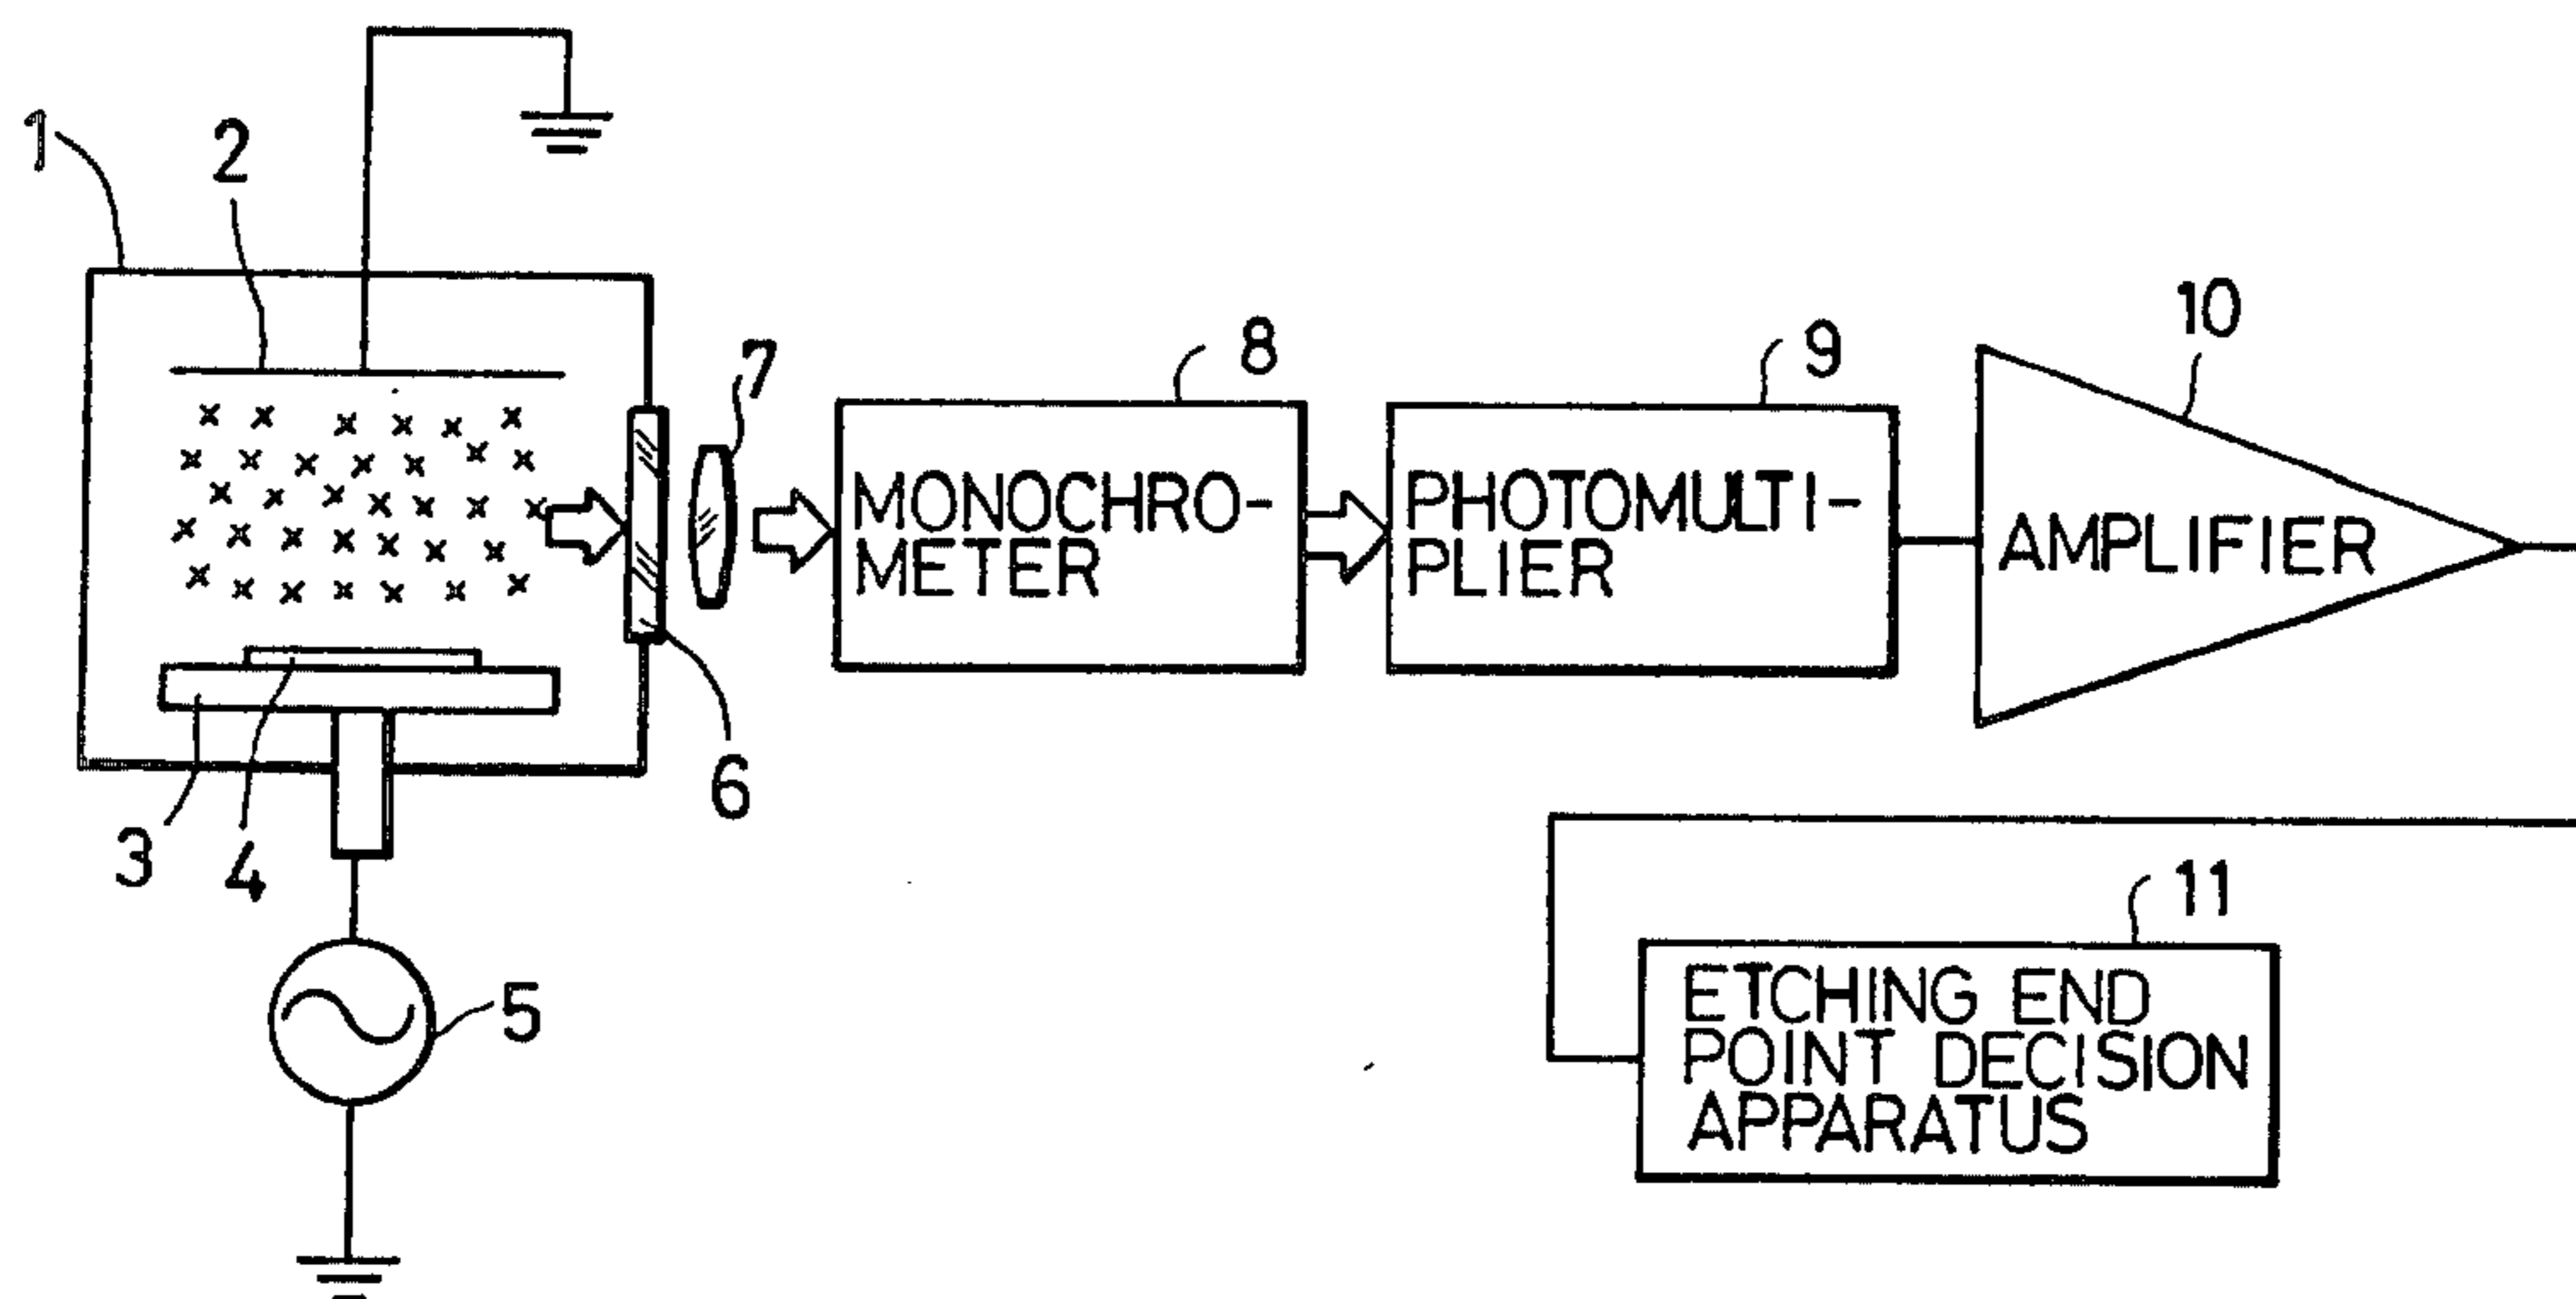 1
2
7
8
9
10
MONOCHRO-
METER
PHOTOMULTI-
PLIER
AMPLIFIER
3
4
6
5
11
ETCHING END
POINT DECISION
APPARATUS